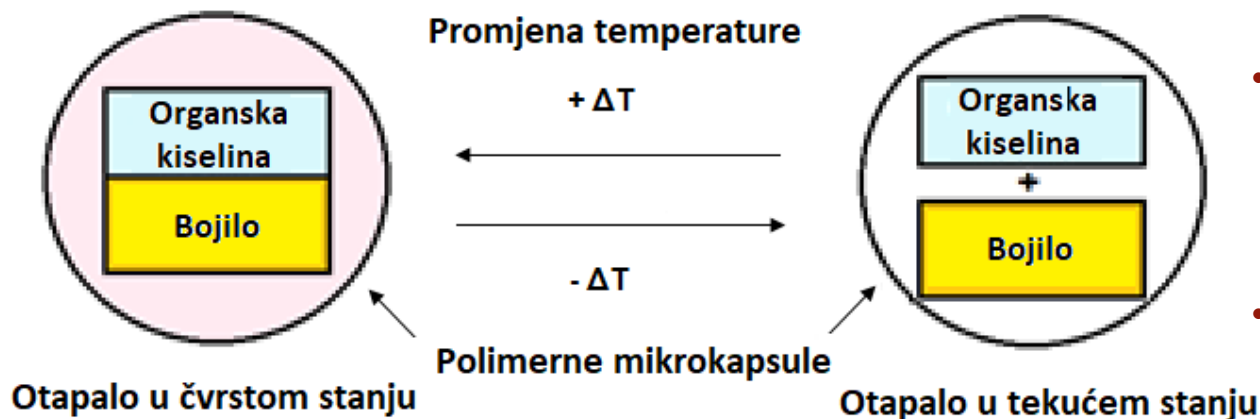 Promjena temperature
+ ΔT
Organska
kiselina
Bojilo
Organska
kiselina
+
Bojilo
- ΔT
Polimerne mikrokapsule
Otapalo u čvrstom stanju
Otapalo u tekućem stanju